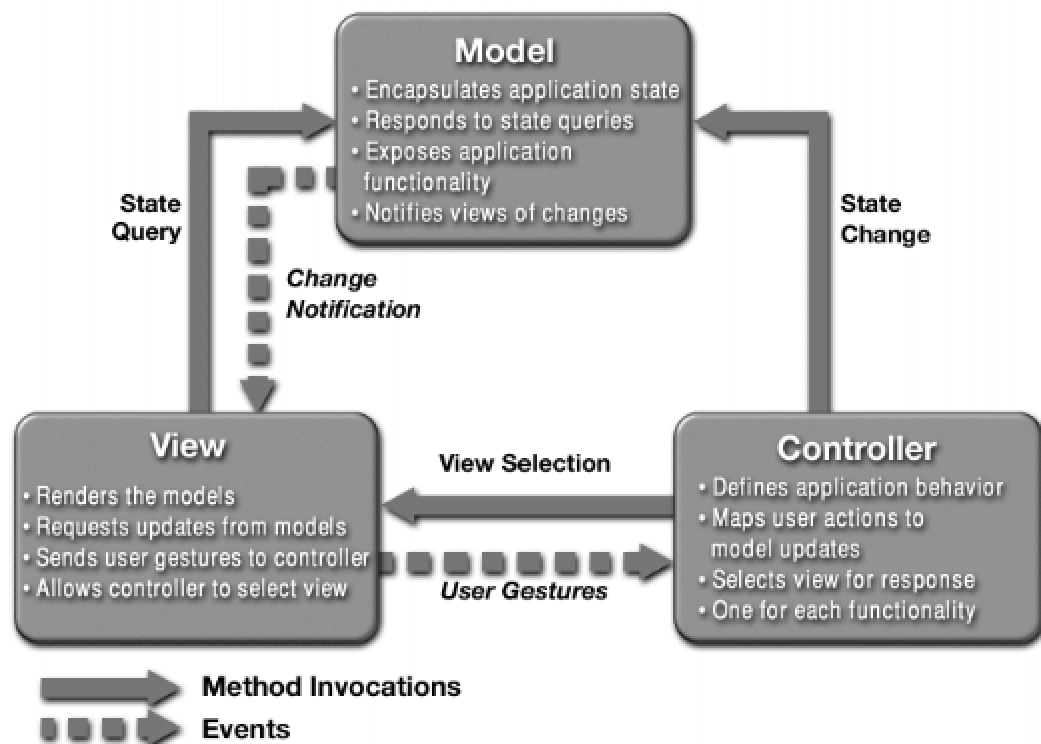 Model
• Encapsulates application state
• Responds to state queries
• Exposes application
functionality
• Notifies views of changes
State
Query
State
Change
Change
Notification
View
• Renders the models
• Requests updates from models
• Sends user gestures to controller
• Allows controller to select view
View Selection
User Gestures
Controller
• Defines application behavior
• Maps user actions to
model updates
• Selects view for response
• One for each functionality
Method Invocations
Events